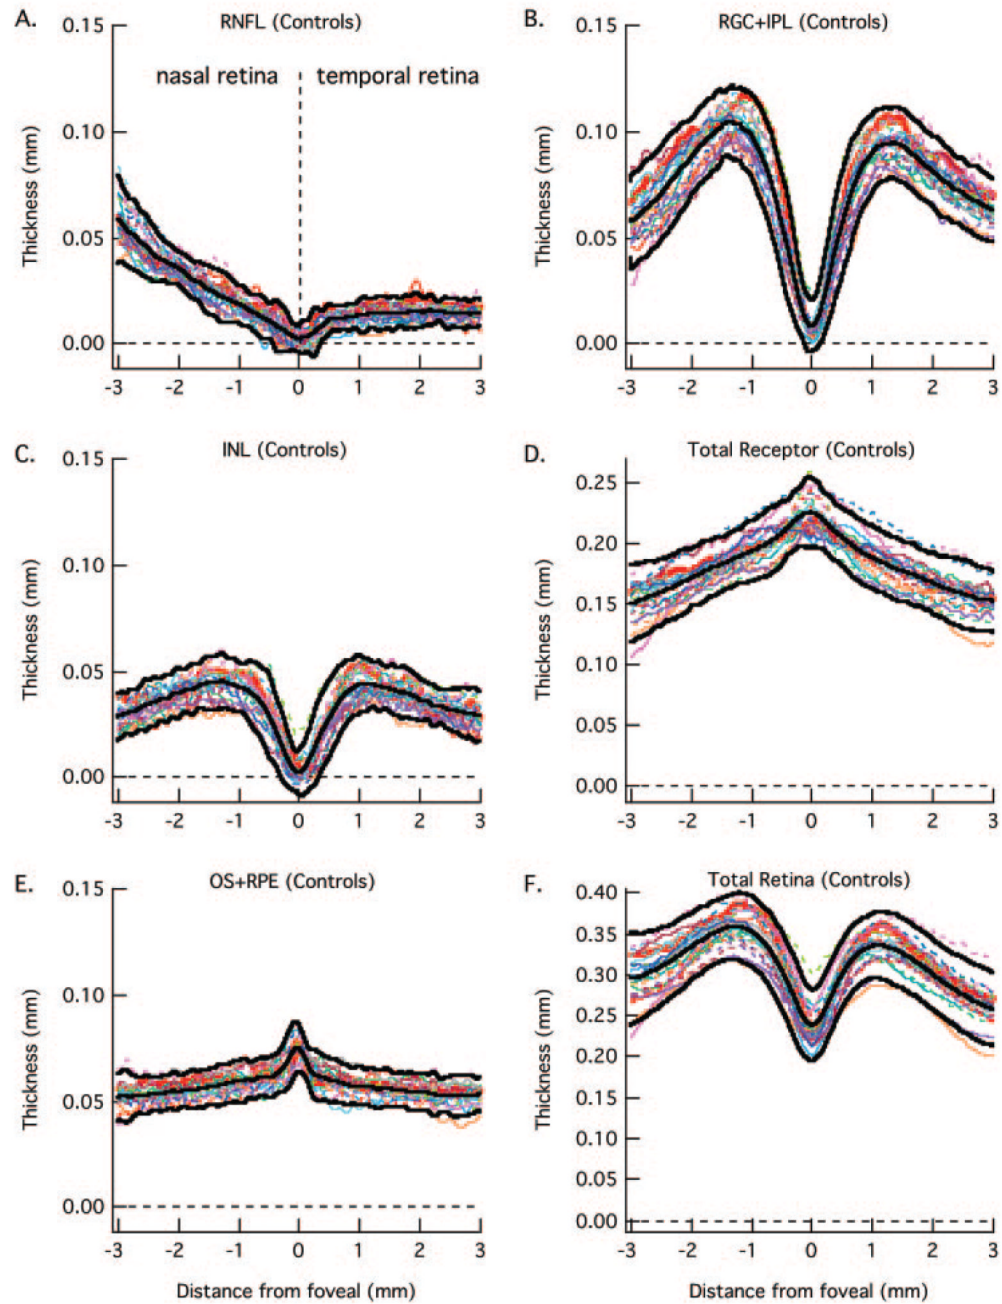 A.
RNFL (Controls)
nasal retina
temporal retina
Thickness (mm)
0.15
0.10
0.05
0.00
-3 -2 -1 0 1 2 3
B.
RGC+IPL (Controls)
Thickness (mm)
0.15
0.10
0.05
0.00
-3 -2 -1 0 1 2 3
C.
INL (Controls)
Thickness (mm)
0.15
0.10
0.05
0.00
-3 -2 -1 0 1 2 3
D.
Total Receptor (Controls)
Thickness (mm)
0.25
0.20
0.15
0.10
0.05
0.00
-3 -2 -1 0 1 2 3
E.
OS+RPE (Controls)
Thickness (mm)
0.15
0.10
0.05
0.00
-3 -2 -1 0 1 2 3
Distance from foveal (mm)
F.
Total Retina (Controls)
Thickness (mm)
0.40
0.35
0.30
0.25
0.20
0.15
0.10
0.05
0.00
-3 -2 -1 0 1 2 3
Distance from foveal (mm)